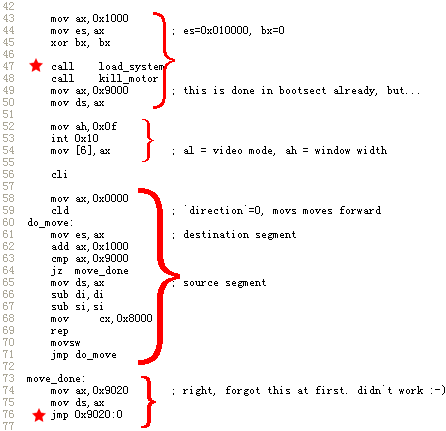 42
43 mov ax,0x1000
44 mov es,ax ; es=0x010000, bx=0
45 xor bx, bx
46
47 call load_system
48 call kill_motor
49 mov ax,0x9000 ; this is done in bootsect already, but...
50 mov ds,ax
51
52 mov ah,0x0f
53 int 0x10
54 mov [6],ax ; al = video mode, ah = window width
55
56 cli
57
58 mov ax,0x0000
59 cld ; `direction`=0, movs moves forward
60 do_move:
61 mov es,ax ; destination segment
62 add ax,0x1000
63 cmp ax,0x9000
64 jz move_done
65 mov ds,ax ; source segment
66 sub di,di
67 sub si,si
68 mov cx,0x8000
69 rep
70 movsw
71 jmp do_move
72
73 move_done:
74 mov ax,0x9020 ; right, forgot this at first. didn`t work :-)
75 mov ds,ax
76 jmp 0x9020:0
77